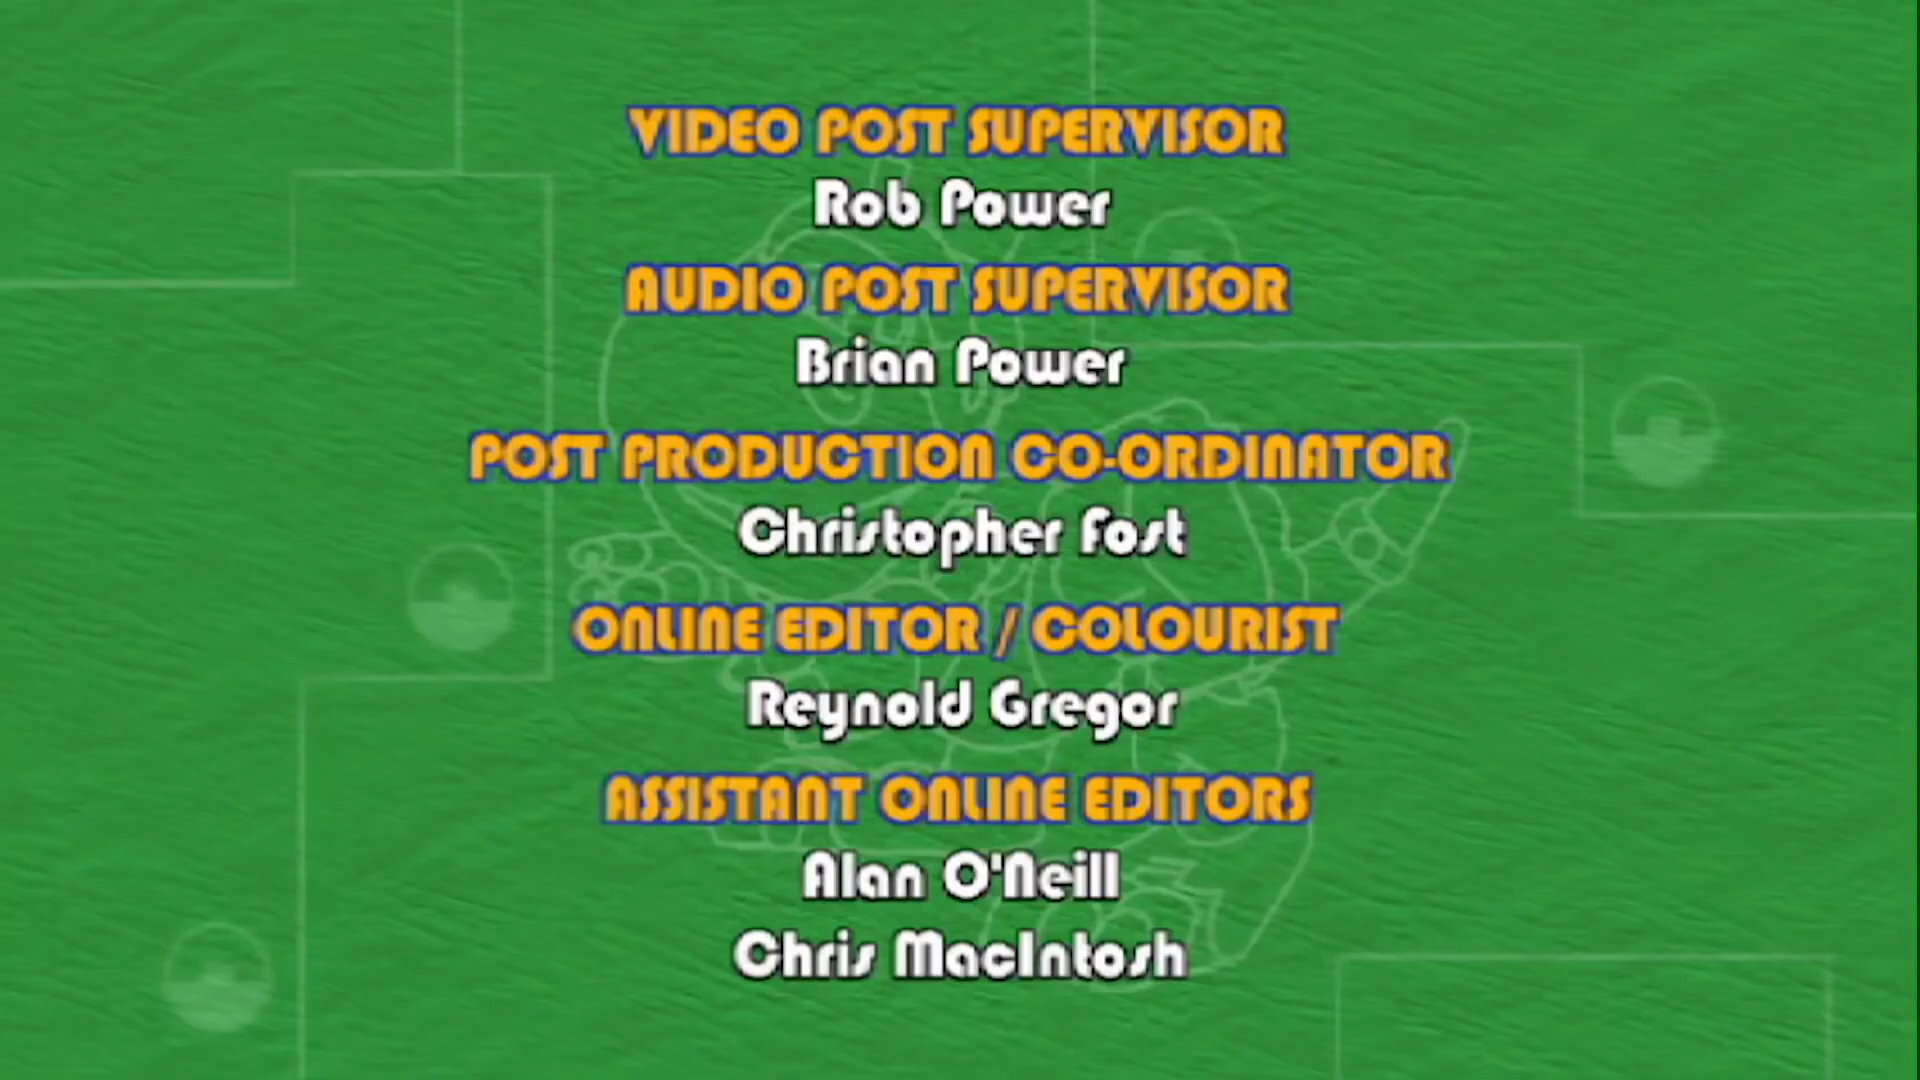 VIDEO POST SUPERVISOR
Rob Power
AUDIO POST SUPERVISOR
Brian Power
POST PRODUCTION CO-ORDINATOR
Christopher Fost
ONLINE EDITOR / COLOURIST
Reynold Gregor
ASSISTANT ONLINE EDITORS
Alan O'Neill
Chris MacIntosh